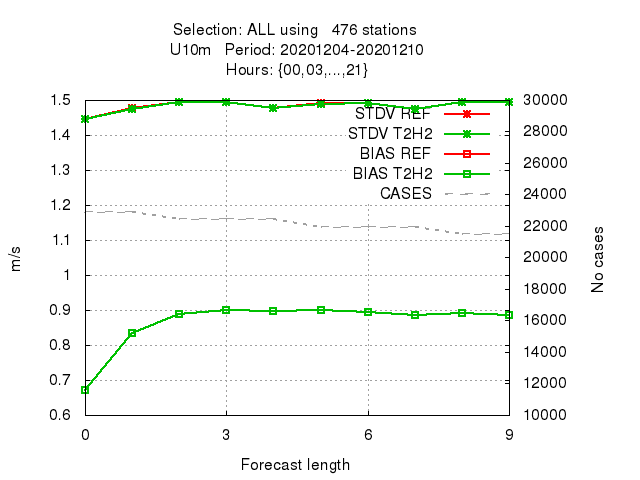 Selection: ALL using 476 stations
U10m Period: 20201204-20201210
Hours: {00,03,...,21}
1.5 30000
STDV REF
1.4 STDV T2H2 28000
BIAS REF
1.3 26000
BIAS T2H2
CASES 24000
1.2
22000
1.1
20000
1
18000
0.9
16000
0.8
14000
0.7
12000
0.6 10000
m/s
No cases
0 3 6 9
Forecast length